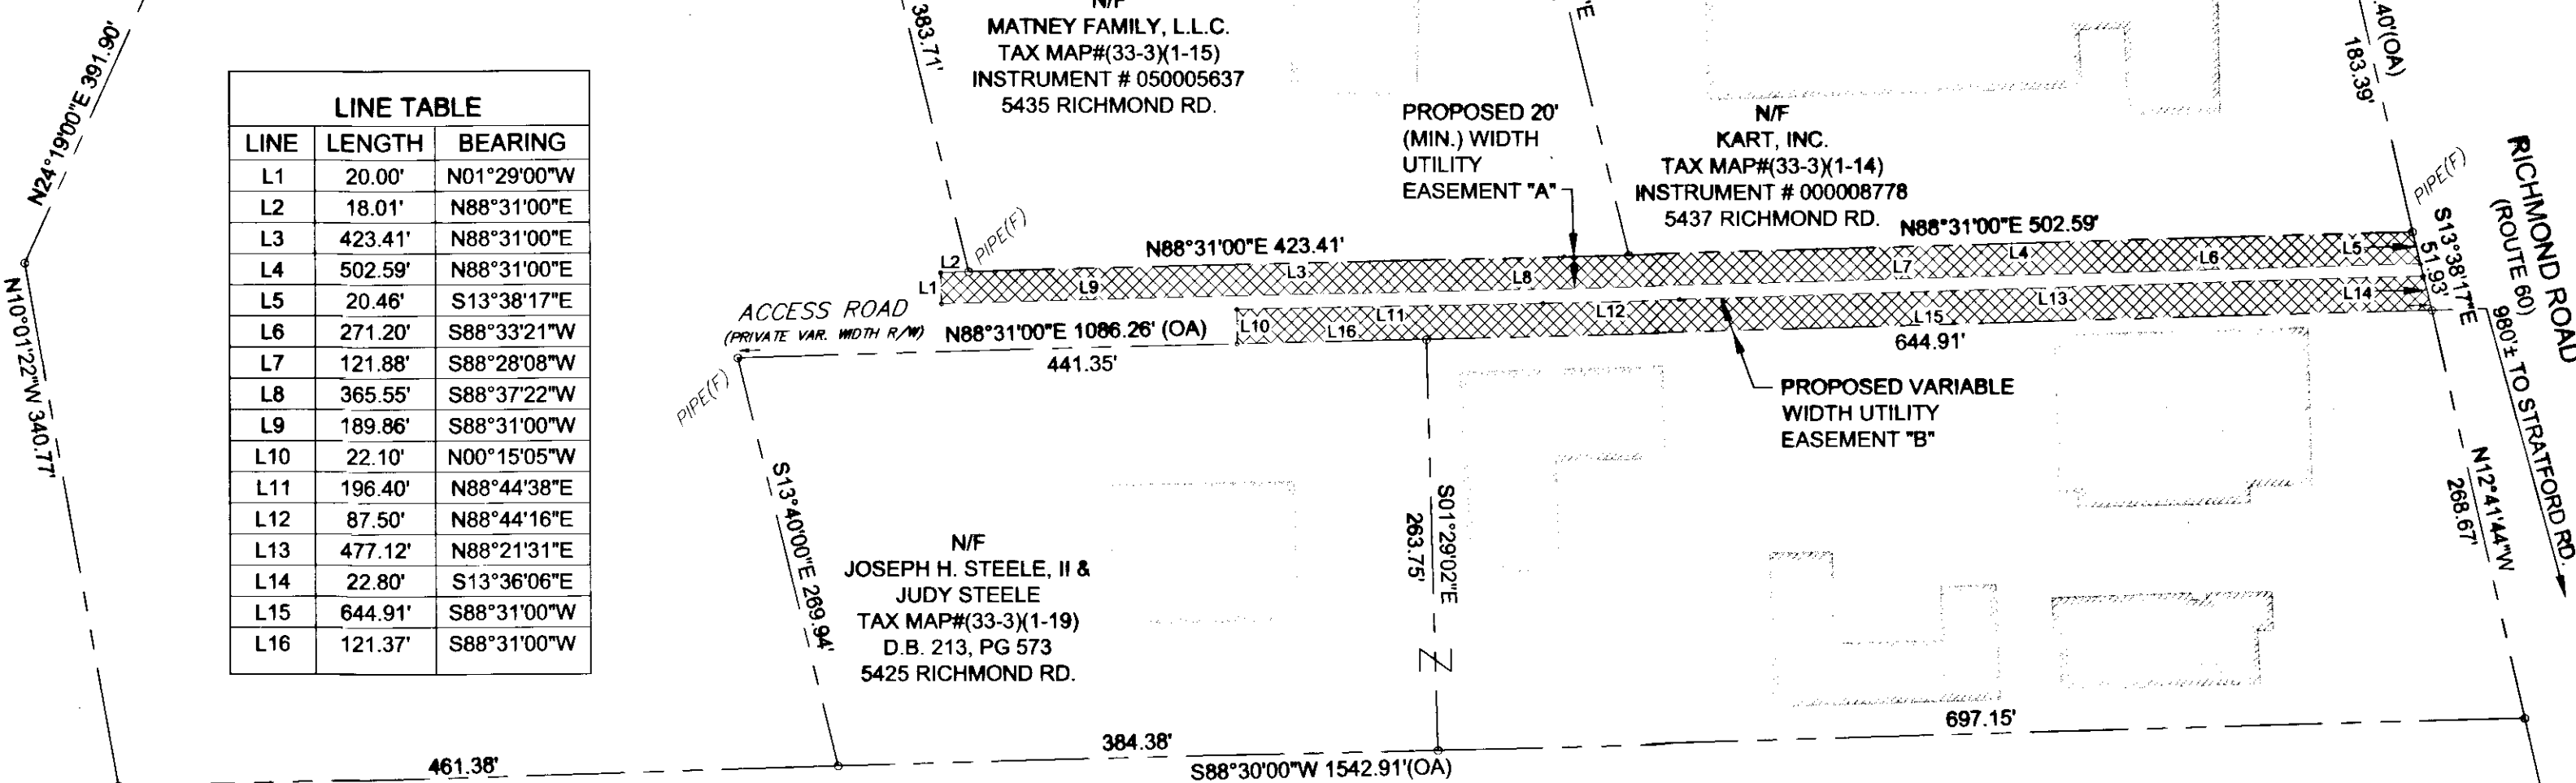 N24°19'00"E 391.90'
N10°01'22"W 340.77'
LINE TABLE
LINE LENGTH BEARING
L1 20.00' N01°29'00"W
L2 18.01' N88°31'00"E
L3 423.41' N88°31'00"E
L4 502.59' N88°31'00"E
L5 20.46' S13°38'17"E
L6 271.20' S88°33'21"W
L7 121.88' S88°28'08"W
L8 365.55' S88°37'22"W
L9 189.86' S88°31'00"W
L10 22.10' N00°15'05"W
L11 196.40' N88°44'38"E
L12 87.50' N88°44'16"E
L13 477.12' N88°21'31"E
L14 22.80' S13°36'06"E
L15 644.91' S88°31'00"W
L16 121.37' S88°31'00"W
383.71'
N/F
MATNEY FAMILY, L.L.C.
TAX MAP#(33-3)(1-15)
INSTRUMENT # 050005637
5435 RICHMOND RD.
"E
PROPOSED 20'
(MIN.) WIDTH
UTILITY
EASEMENT "A"
N/F
KART, INC.
TAX MAP#(33-3)(1-14)
INSTRUMENT # 000008778
5437 RICHMOND RD.
.40'(OA)
183.39'
PIPE(F)
RICHMOND ROAD
(ROUTE 60)
S13°38'17"E
51.93'
980'± TO STRATFORD RD.
PIPE(F)
N88°31'00"E 423.41'
N88°31'00"E 502.59'
L2
L1
L9
L3
L8
L7
L4
L6
L5
ACCESS ROAD
(PRIVATE VAR. WIDTH R/W)
N88°31'00"E 1086.26' (OA)
L10
L16
L11
L12
L15
L13
L14
441.35'
644.91'
PIPE(F)
PROPOSED VARIABLE
WIDTH UTILITY
EASEMENT "B"
S13°40'00"E 269.94'
N/F
JOSEPH H. STEELE, II &
JUDY STEELE
TAX MAP#(33-3)(1-19)
D.B. 213, PG 573
5425 RICHMOND RD.
S01°29'02"E
263.75'
N12°41'44"W
268.67'
461.38'
384.38'
697.15'
S88°30'00"W 1542.91'(OA)